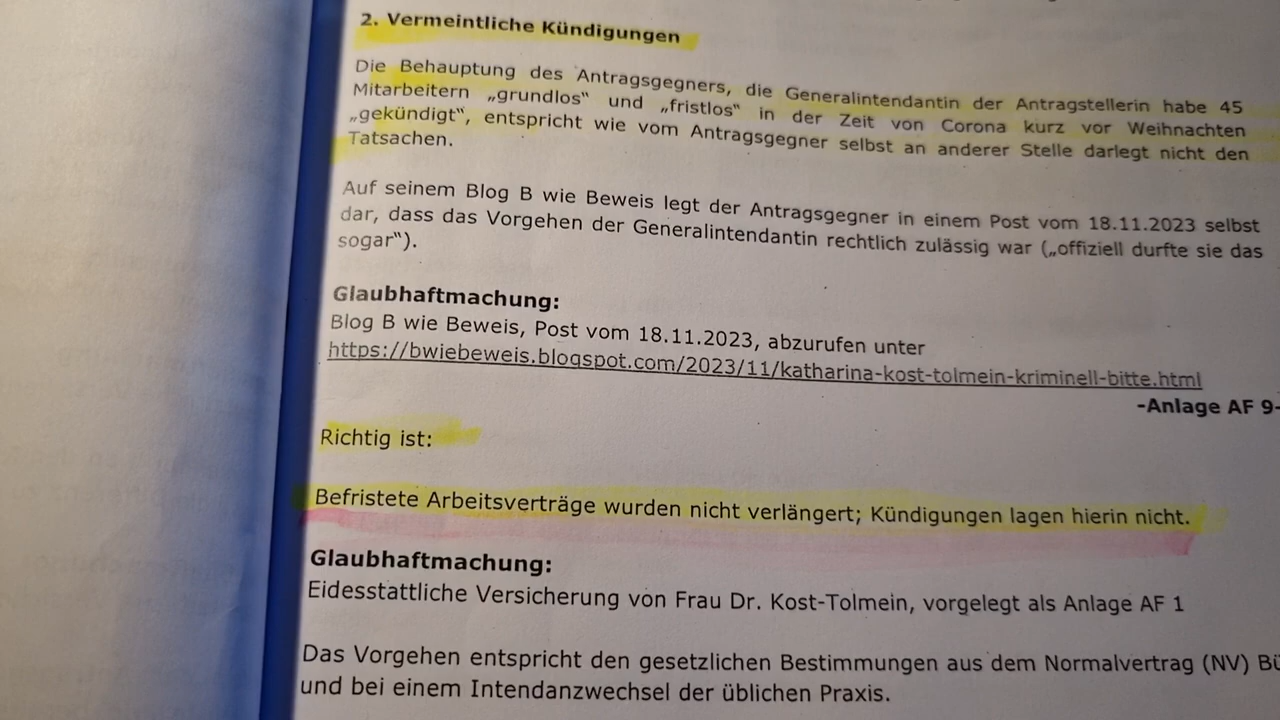 2. Vermeintliche Kündigungen
Die Behauptung des Antragsgegners, die Generalintendantin der Antragstellerin habe 45
Mitarbeitern „grundlos“ und „fristlos“ in der Zeit von Corona kurz vor Weihnachten
„gekündigt“, entspricht wie vom Antragsgegner selbst an anderer Stelle darlegt nicht den
Tatsachen.
Auf seinem Blog B wie Beweis legt der Antragsgegner in einem Post vom 18.11.2023 selbst
dar, dass das Vorgehen der Generalintendantin rechtlich zulässig war („offiziell durfte sie das
sogar“).
Glaubhaftmachung:
Blog B wie Beweis, Post vom 18.11.2023, abzurufen unter
https://bwiebeweis.blogspot.com/2023/11/katharina-kost-tolmein-kriminell-bitte.html
-Anlage AF 9-
Richtig ist:
Befristete Arbeitsverträge wurden nicht verlängert; Kündigungen lagen hierin nicht.
Glaubhaftmachung:
Eidesstattliche Versicherung von Frau Dr. Kost-Tolmein, vorgelegt als Anlage AF 1
Das Vorgehen entspricht den gesetzlichen Bestimmungen aus dem Normalvertrag (NV) Bü
und bei einem Intendanzwechsel der üblichen Praxis.